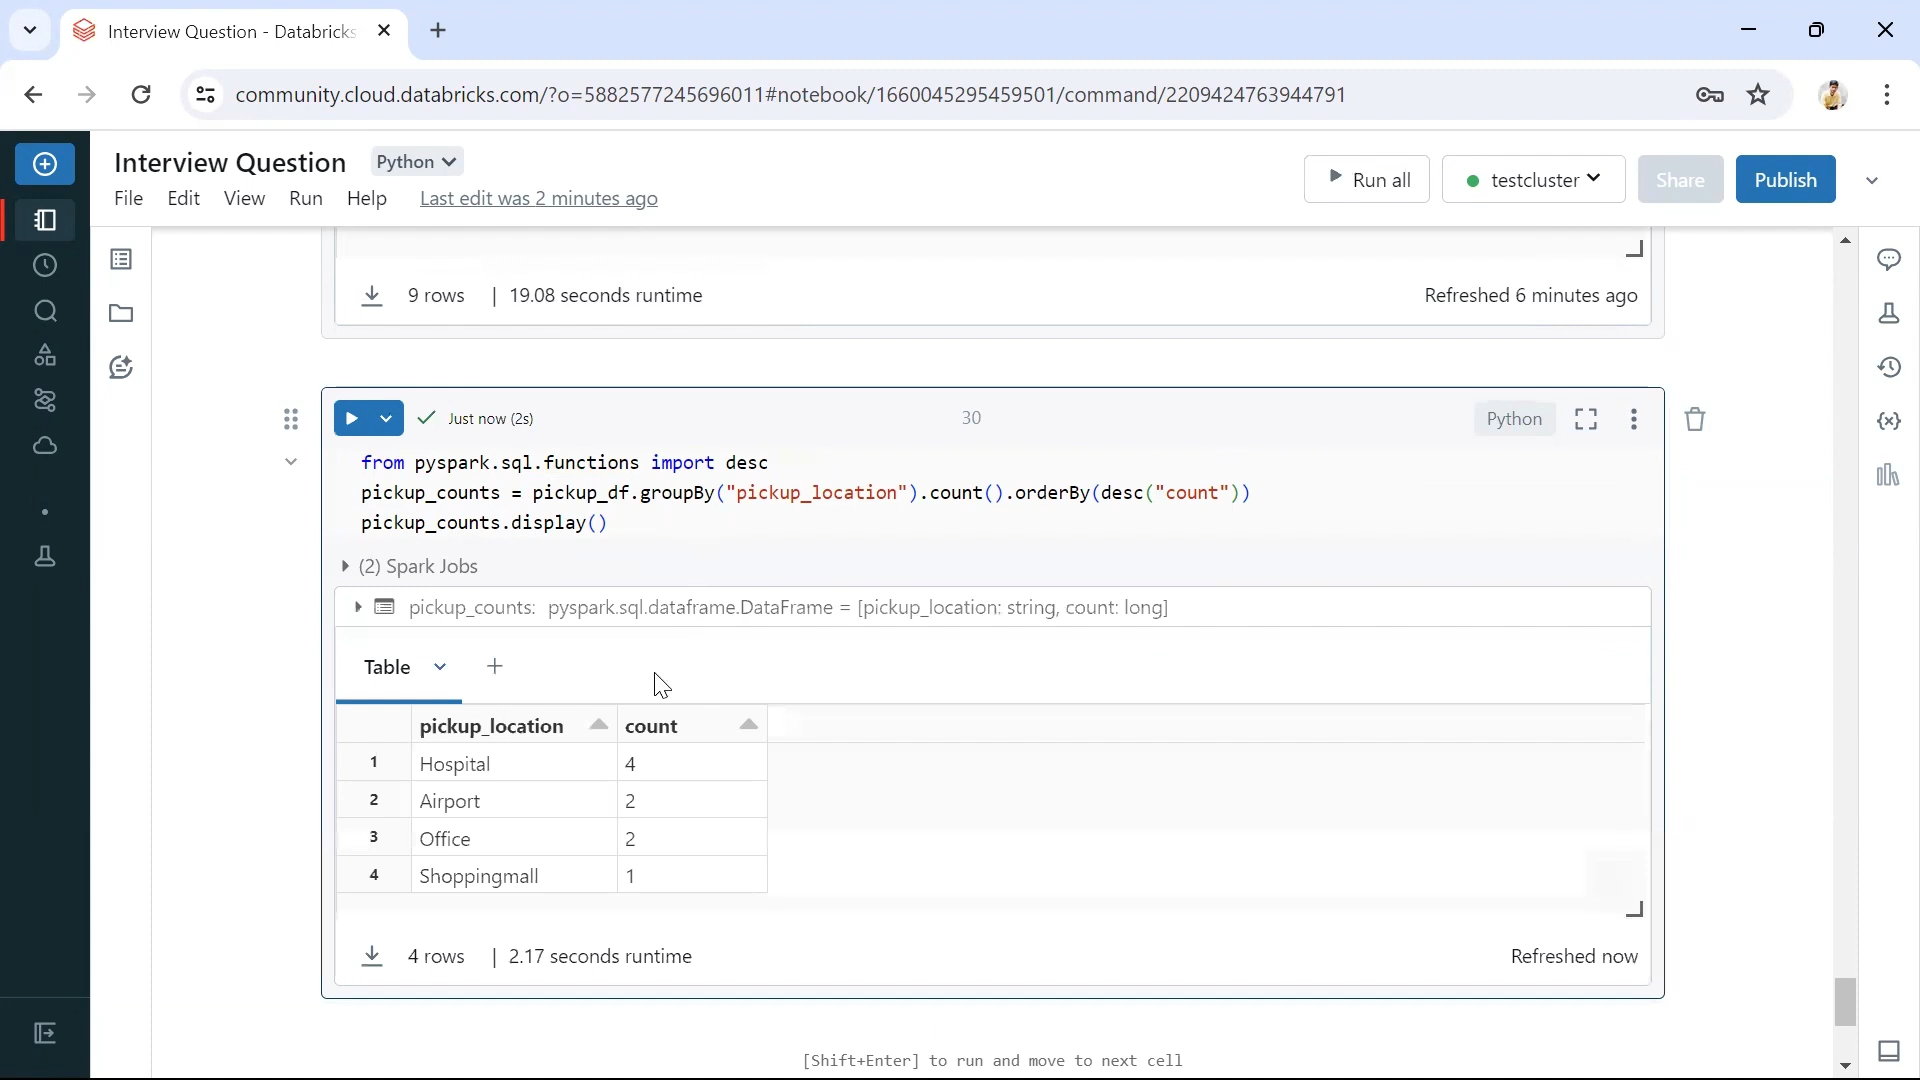 Interview Question - Databricks
community.cloud.databricks.com/?o=5882577245696011#notebook/1660045295459501/command/2209424763944791
Interview Question Python
Run all testcluster Share Publish
File Edit View Run Help Last edit was 2 minutes ago
9 rows | 19.08 seconds runtime Refreshed 6 minutes ago
Just now (2s) 30 Python
from pyspark.sql.functions import desc
pickup_counts = pickup_df.groupBy("pickup_location").count().orderBy(desc("count"))
pickup_counts.display()
(2) Spark Jobs
pickup_counts: pyspark.sql.dataframe.DataFrame = [pickup_location: string, count: long]
Table
pickup_location count
1 Hospital 4
2 Airport 2
3 Office 2
4 Shoppingmall 1
4 rows | 2.17 seconds runtime Refreshed now
[Shift+Enter] to run and move to next cell